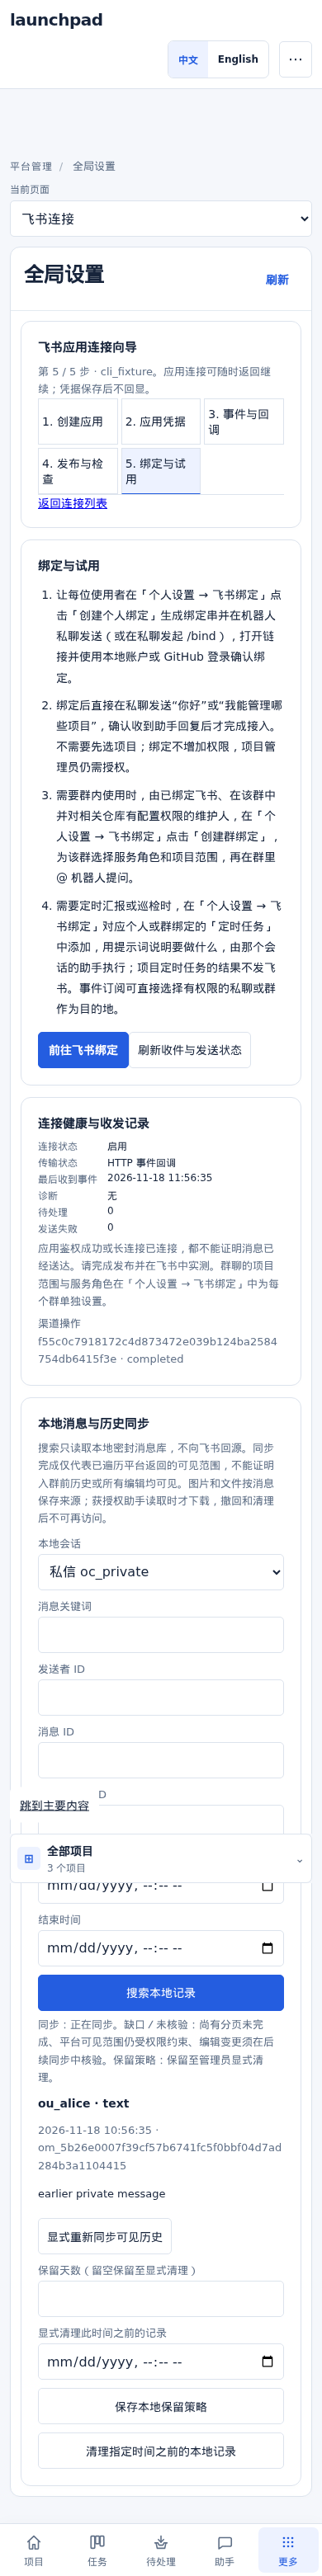 launchpad
中文 English ···
平台管理 / 全局设置
当前页面
飞书连接
全局设置
刷新
飞书应用连接向导
第 5 / 5 步 · cli_fixture。应用连接可随时返回继
续；凭据保存后不回显。
1. 创建应用
2. 应用凭据
3. 事件与回
调
4. 发布与检
查
5. 绑定与试
用
返回连接列表
绑定与试用
1. 让每位使用者在「个人设置 → 飞书绑定」点
击「创建个人绑定」生成绑定串并在机器人
私聊发送（或在私聊发起 /bind），打开链
接并使用本地账户或 GitHub 登录确认绑
定。
2. 绑定后直接在私聊发送“你好”或“我能管理哪
些项目”，确认收到助手回复后才完成接入。
不需要先选项目；绑定不增加权限，项目管
理员仍需授权。
3. 需要群内使用时，由已绑定飞书、在该群中
并对相关仓库有配置权限的维护人，在「个
人设置 → 飞书绑定」点击「创建群绑定」，
为该群选择服务角色和项目范围，再在群里
@ 机器人提问。
4. 需要定时汇报或巡检时，在「个人设置 → 飞
书绑定」对应个人或群绑定的「定时任务」
中添加，用提示词说明要做什么，由那个会
话的助手执行；项目定时任务的结果不发飞
书。事件订阅可直接选择有权限的私聊或群
作为目的地。
前往飞书绑定
刷新收件与发送状态
连接健康与收发记录
连接状态 启用
传输状态 HTTP 事件回调
最后收到事件 2026-11-18 11:56:35
诊断 无
待处理 0
发送失败 0
应用鉴权成功或长连接已连接，都不能证明消息已
经送达。请完成发布并在飞书中实测。群聊的项目
范围与服务角色在「个人设置 → 飞书绑定」中为每
个群单独设置。
渠道操作
f55c0c7918172c4d873472e039b124ba2584
754db6415f3e · completed
本地消息与历史同步
搜索只读取本地密封消息库，不向飞书回源。同步
完成仅代表已遍历平台返回的可见范围，不能证明
入群前历史或所有编辑均可见。图片和文件按消息
保存来源；获授权助手读取时才下载，撤回和清理
后不可再访问。
本地会话
私信 oc_private
消息关键词
发送者 ID
消息 ID
D
跳到主要内容
全部项目
3 个项目
mm/dd/yyyy, --:-- --
结束时间
mm/dd/yyyy, --:-- --
搜索本地记录
同步：正在同步。缺口 / 未核验：尚有分页未完
成、平台可见范围仍受权限约束、编辑变更须在后
续同步中核验。保留策略：保留至管理员显式清
理。
ou_alice · text
2026-11-18 10:56:35 ·
om_5b26e0007f39cf57b6741fc5f0bbf04d7ad
284b3a1104415
earlier private message
显式重新同步可见历史
保留天数（留空保留至显式清理）
显式清理此时间之前的记录
mm/dd/yyyy, --:-- --
保存本地保留策略
清理指定时间之前的本地记录
项目 任务 待处理 助手 更多